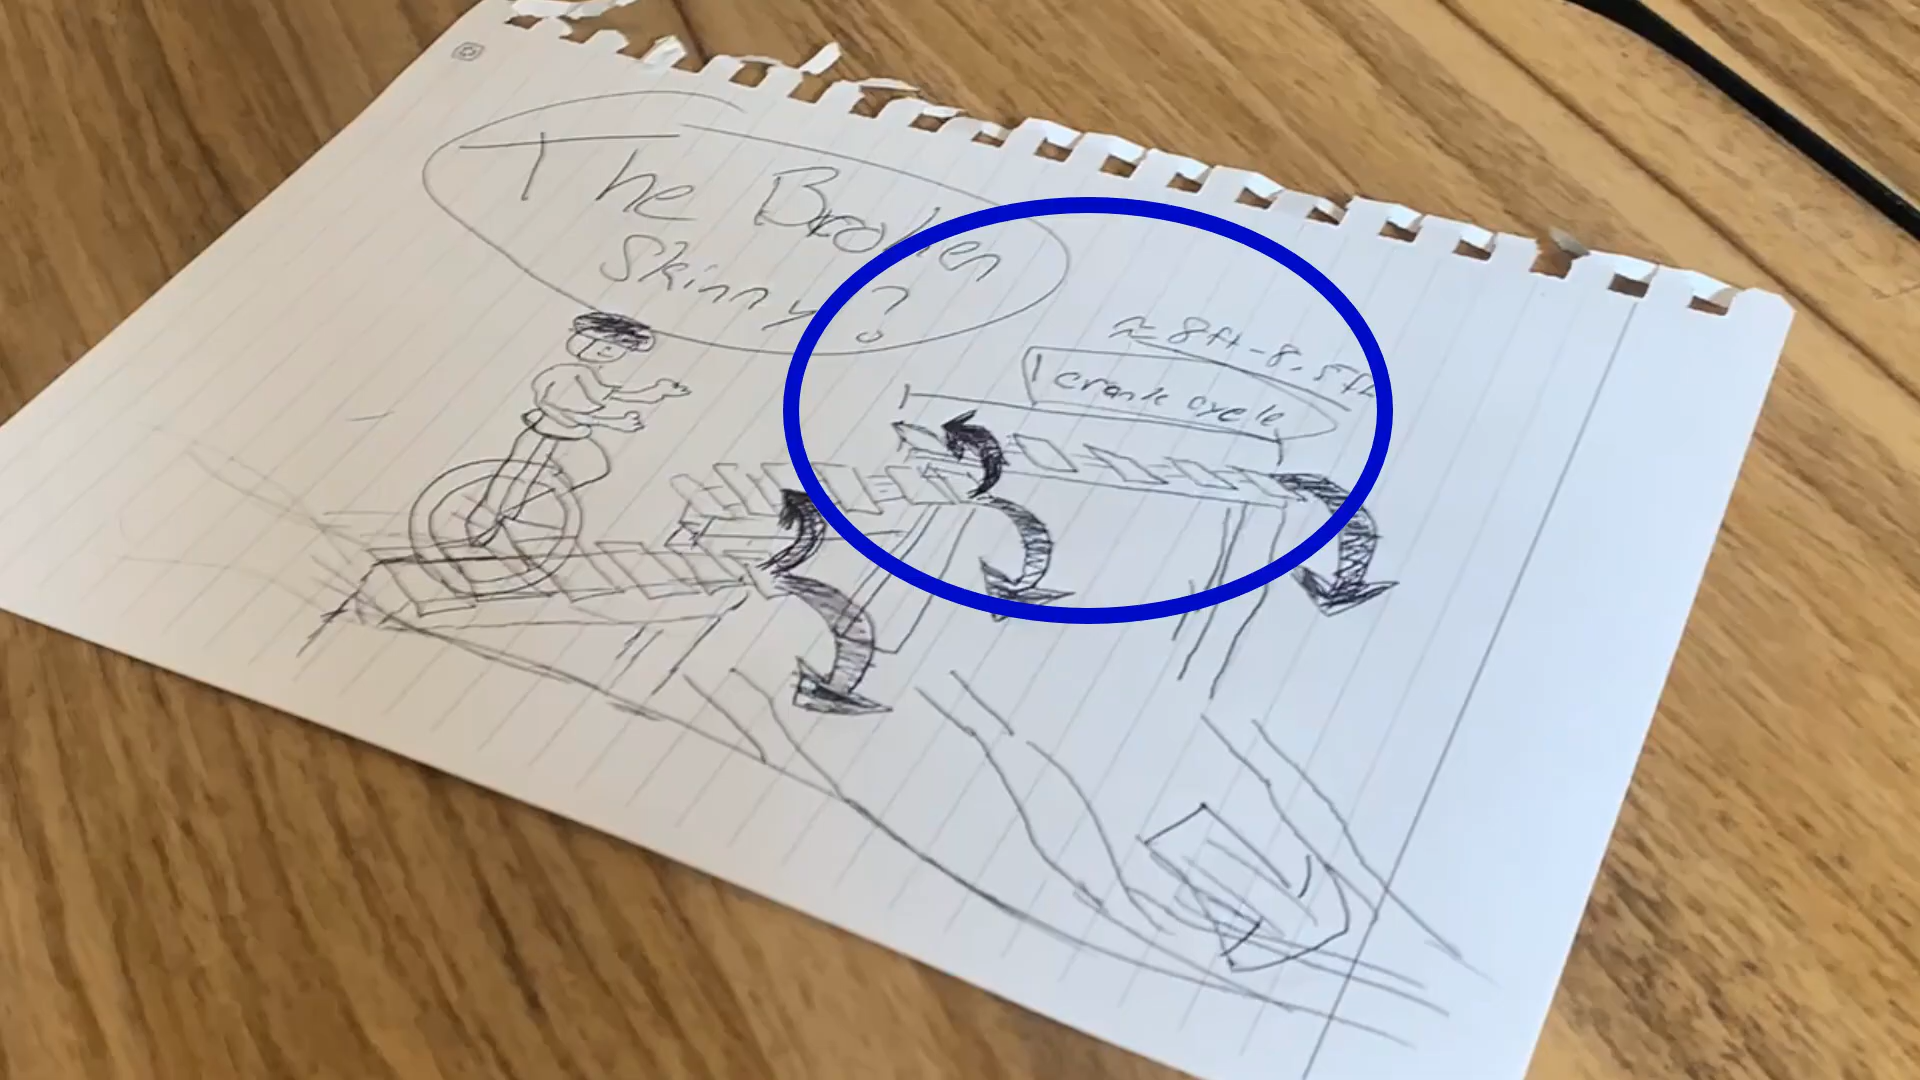 The Broken
Skinny?
≈ 8ft-8.5ft
1 crank cycle